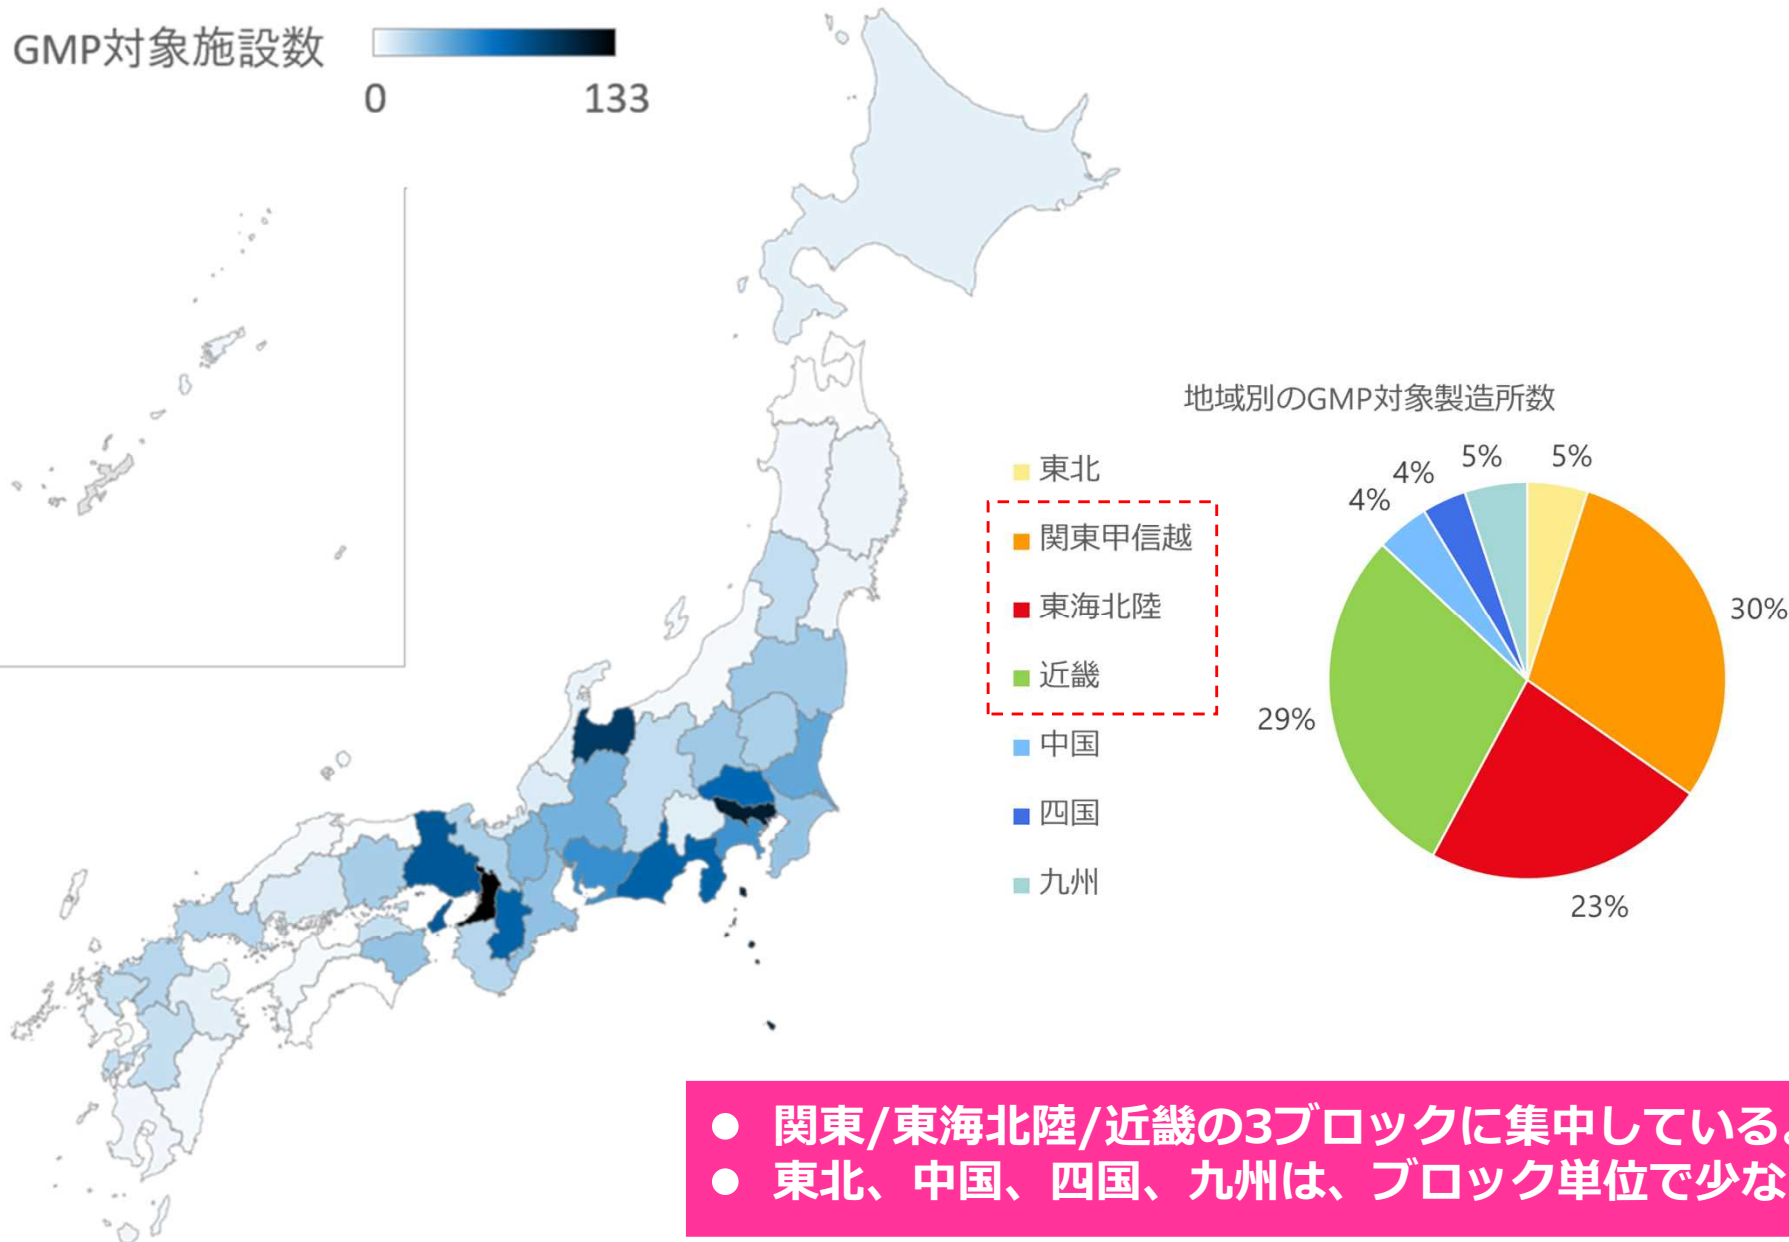 GMP対象施設数
0
133
地域別のGMP対象製造所数
東北
関東甲信越
東海北陸
近畿
中国
四国
九州
5%
30%
23%
29%
4%
4%
5%
● 関東/東海北陸/近畿の3ブロックに集中している。
● 東北、中国、四国、九州は、ブロック単位で少な